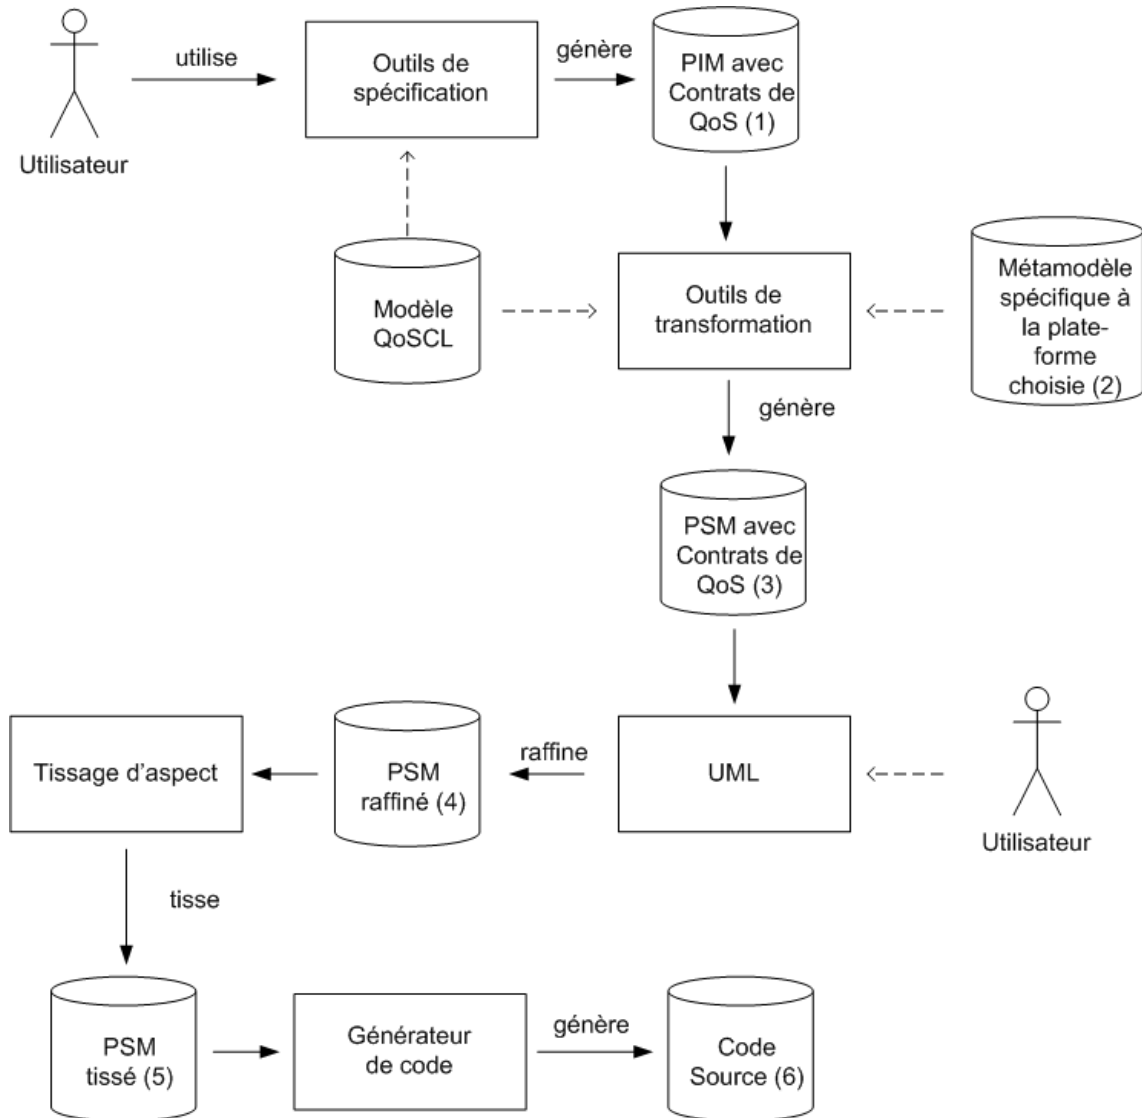 utilise
Outils de
spécification
génère
PIM avec
Contrats de
QoS (1)
Utilisateur
Modèle
QoSCL
Outils de
transformation
Métamodèle
spécifique à
la plate-
forme
choisie (2)
génère
PSM avec
Contrats de
QoS (3)
Tissage d'aspect
PSM
raffiné (4)
raffine
UML
Utilisateur
tisse
PSM
tissé (5)
Générateur
de code
génère
Code
Source (6)